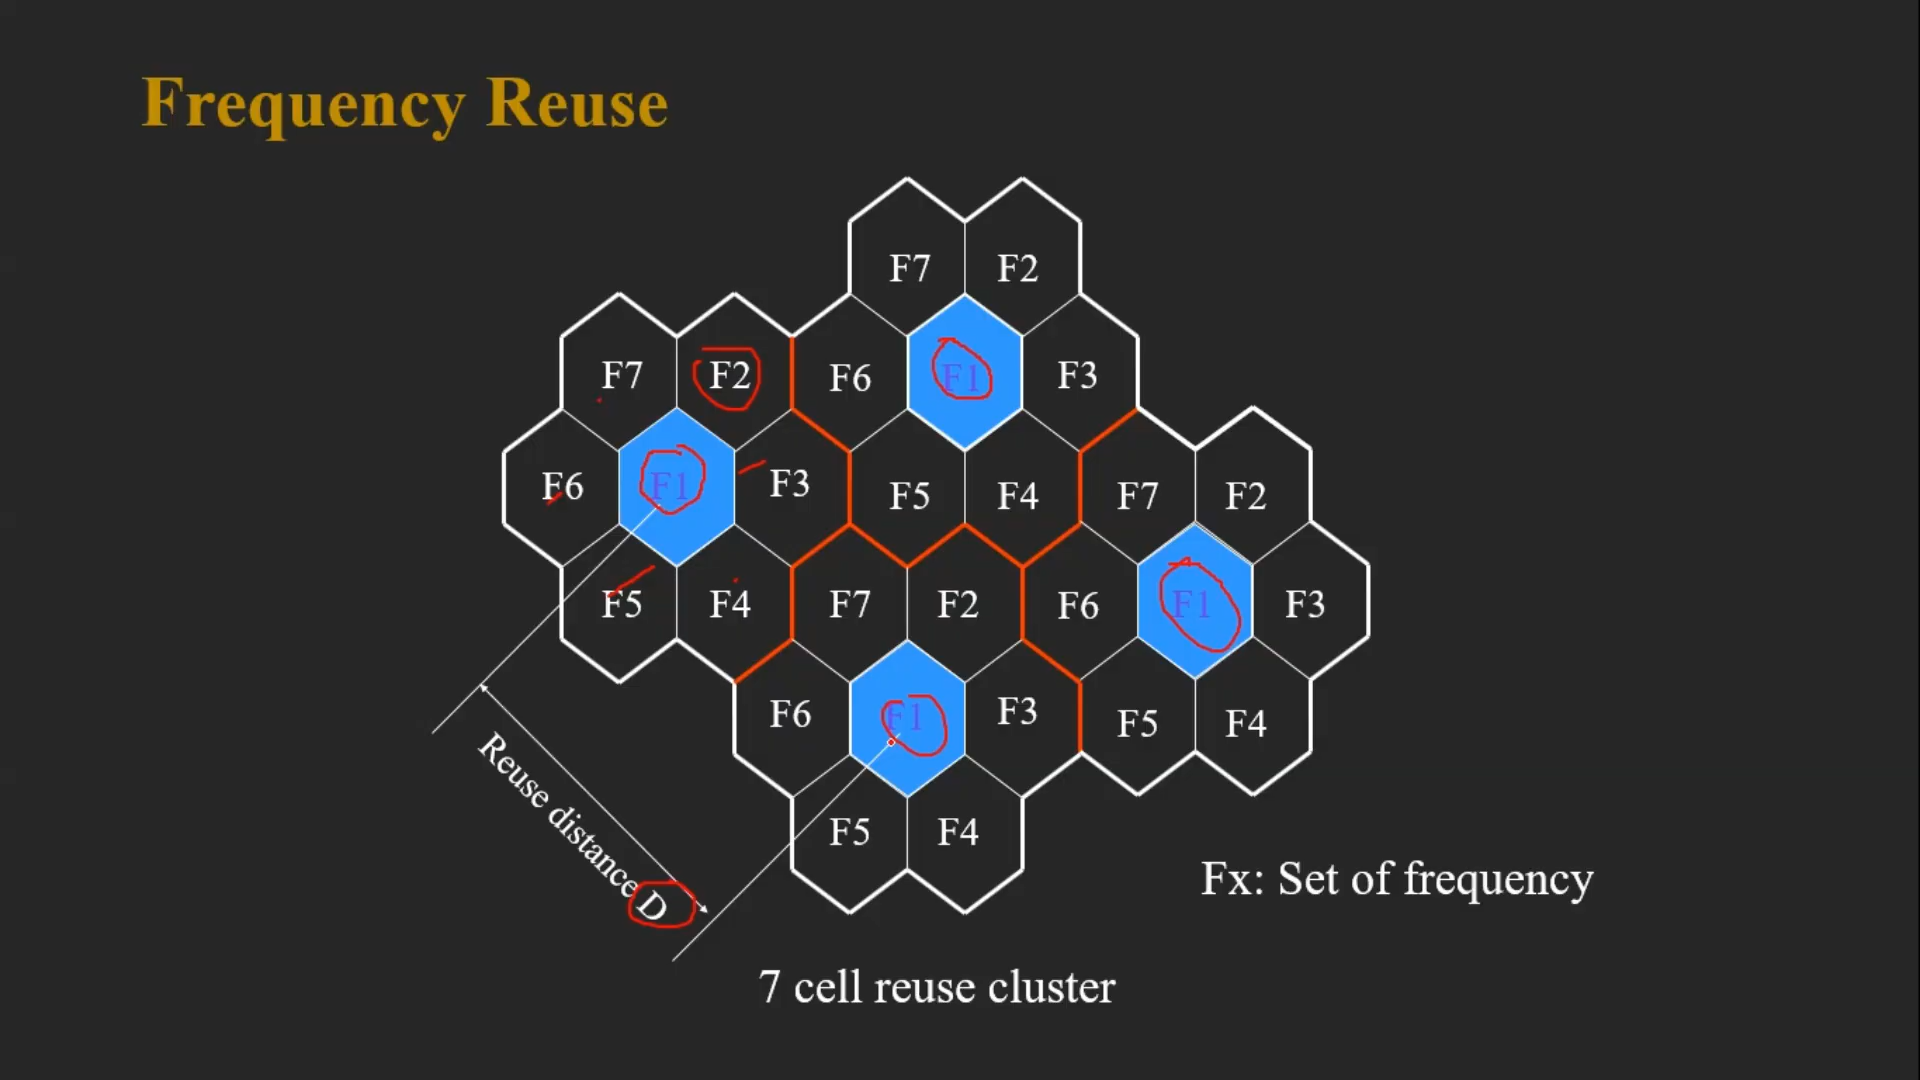 Frequency Reuse
F7 F2
F7 F2 F6 F1 F3
F6 F1 F3 F5 F4 F7 F2
F5 F4 F7 F2 F6 F1 F3
F6 F1 F3 F5 F4
F5 F4
Reuse distance D
Fx: Set of frequency
7 cell reuse cluster